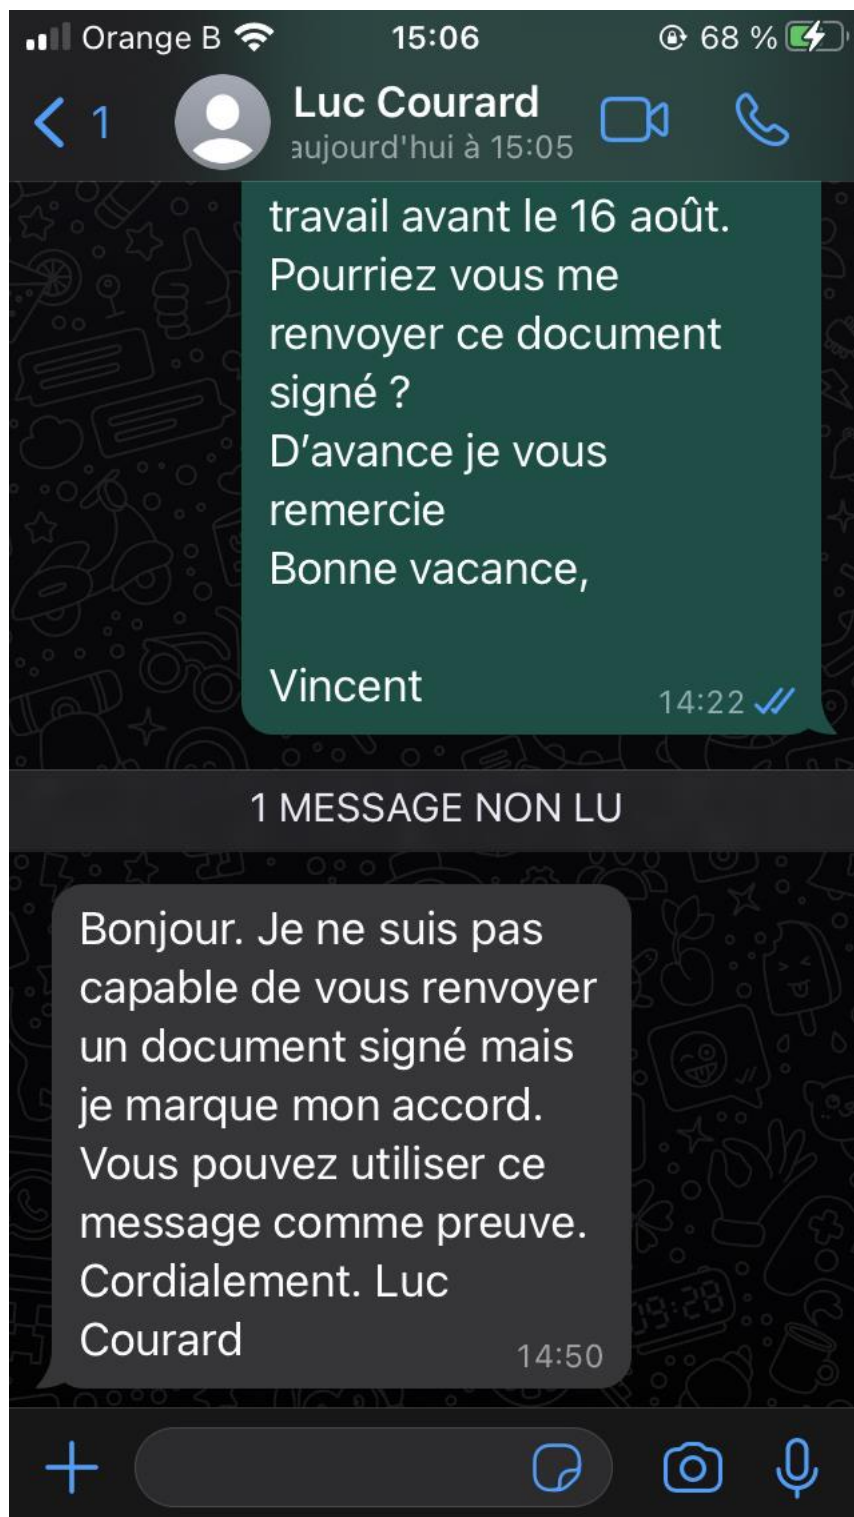 Orange B 15:06 68 %
1 Luc Courard
aujourd'hui à 15:05
travail avant le 16 août.
Pourriez vous me
renvoyer ce document
signé ?
D’avance je vous
remercie
Bonne vacance,
Vincent
14:22
1 MESSAGE NON LU
Bonjour. Je ne suis pas
capable de vous renvoyer
un document signé mais
je marque mon accord.
Vous pouvez utiliser ce
message comme preuve.
Cordialement. Luc
Courard
14:50